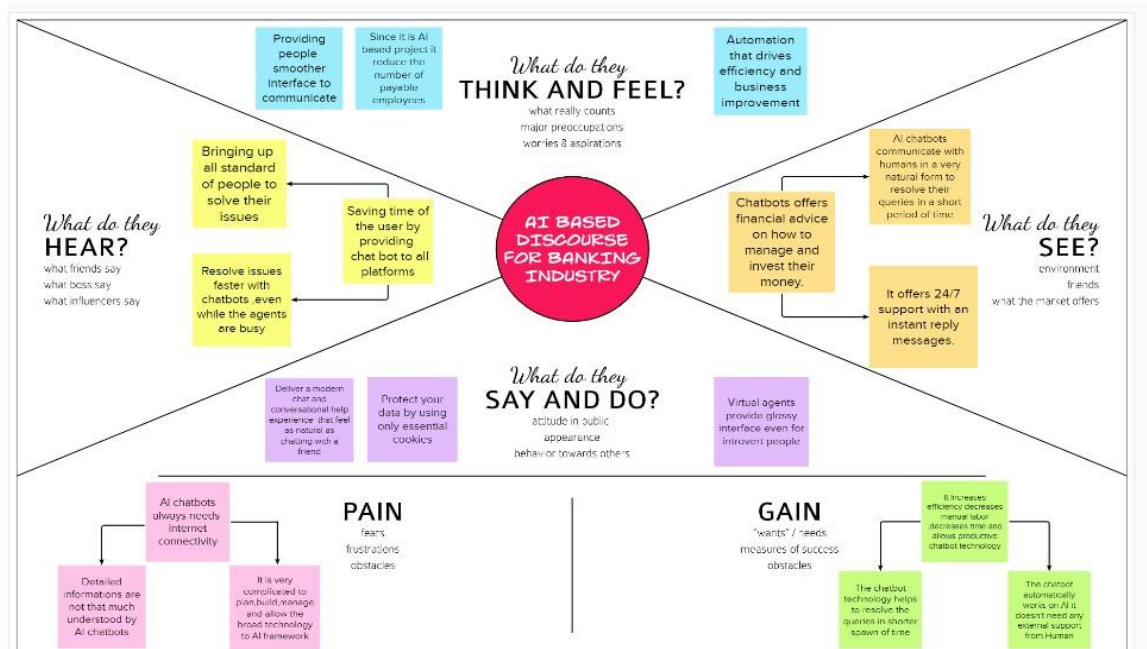 Providing
people
smoother
interface to
communicate
Since it is AI
based project it
reduce the
number of
payable
employees
What do they
THINK AND FEEL?
what really counts
major preoccupations
worries & aspirations
Automation
that drives
efficiency and
business
improvement
Bringing up
all standard
of people to
solve their
issues
Saving time of
the user by
providing
chat bot to all
platforms
Resolve issues
faster with
chatbots ,even
while the agents
are busy
What do they
HEAR?
what friends say
what boss say
what influencers say
AI BASED
DISCOURSE
FOR BANKING
INDUSTRY
Chatbots offers
financial advice
on how to
manage and
invest their
money.
AI chatbots
communicate with
humans in a very
natural form to
resolve their
queries in a short
period of time
It offers 24/7
support with an
instant reply
messages.
What do they
SEE?
environment
friends
what the market offers
Deliver a modern
chat and
conversational help
experience that feel
as natural as
chatting with a
friend
Protect your
data by using
only essential
cookies
What do they
SAY AND DO?
attitude in public
appearance
behavior towards others
Virtual agents
provide glossy
interface even for
introvert people
AI chatbots
always needs
internet
connectivity
Detailed
informations are
not that much
understood by
AI chatbots
It is very
complicated to
plan,build,manage
and allow the
broad technology
to AI framework
PAIN
fears
frustrations
obstacles
GAIN
"wants" / needs
measures of success
obstacles
It Increases
efficiency decreases
manual labor
,decreases time and
allows productive
chatbot technology
The chatbot
technology helps
to resolve the
queries in shorter
spawn of time
The chatbot
automatically
works on AI it
doesn't need any
external support
from Human